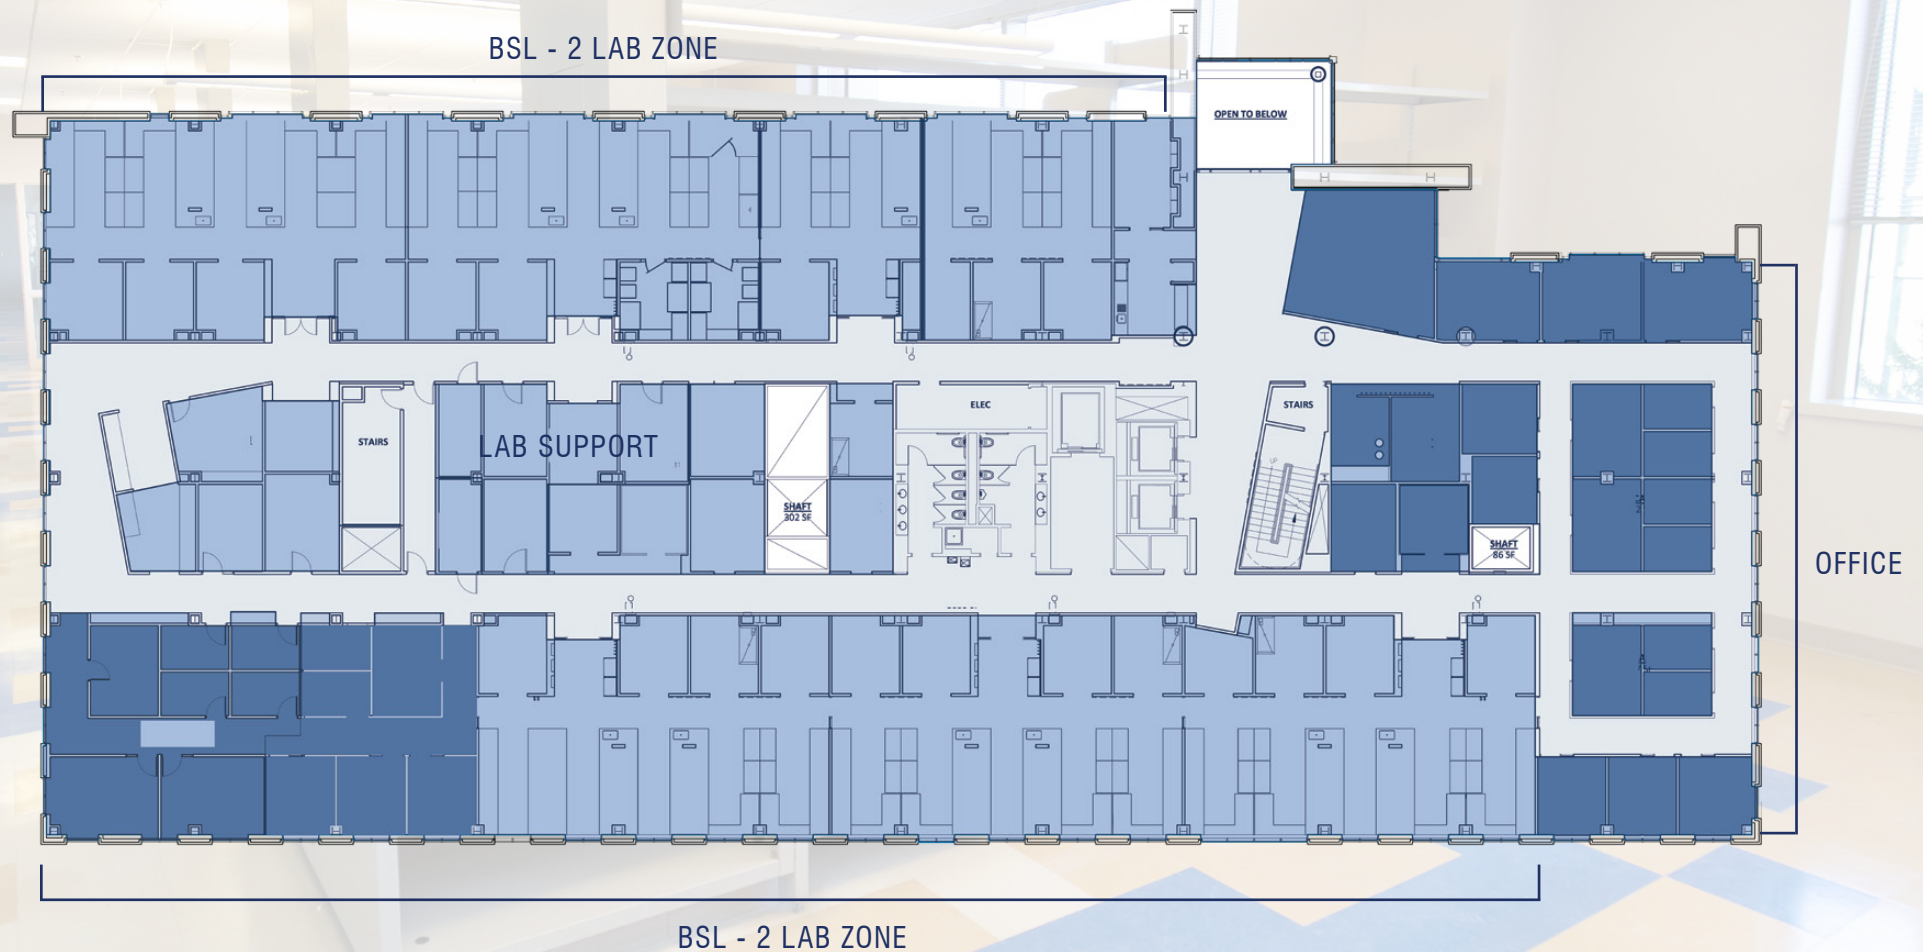 BSL - 2 LAB ZONE
OPEN TO BELOW
ELEC
STAIRS
STAIRS
LAB SUPPORT
UP
SHAFT
302 SF
SHAFT
86 SF
OFFICE
BSL - 2 LAB ZONE